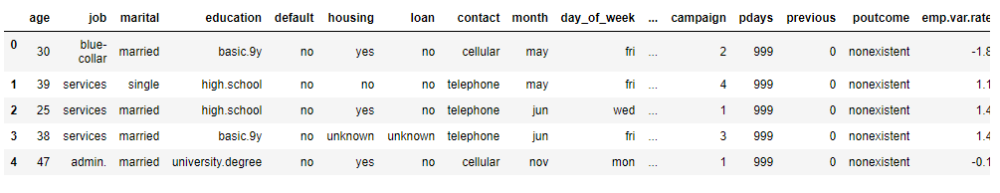 age job marital education default housing loan contact month day_of_week ... campaign pdays previous poutcome emp.var.rate
0 30 blue-collar married basic.9y no yes no cellular may fri ... 2 999 0 nonexistent -1.8
1 39 services single high.school no no no telephone may fri ... 4 999 0 nonexistent 1.1
2 25 services married high.school no yes no telephone jun wed ... 1 999 0 nonexistent 1.4
3 38 services married basic.9y no unknown unknown telephone jun fri ... 3 999 0 nonexistent 1.4
4 47 admin. married university.degree no yes no cellular nov mon ... 1 999 0 nonexistent -0.1